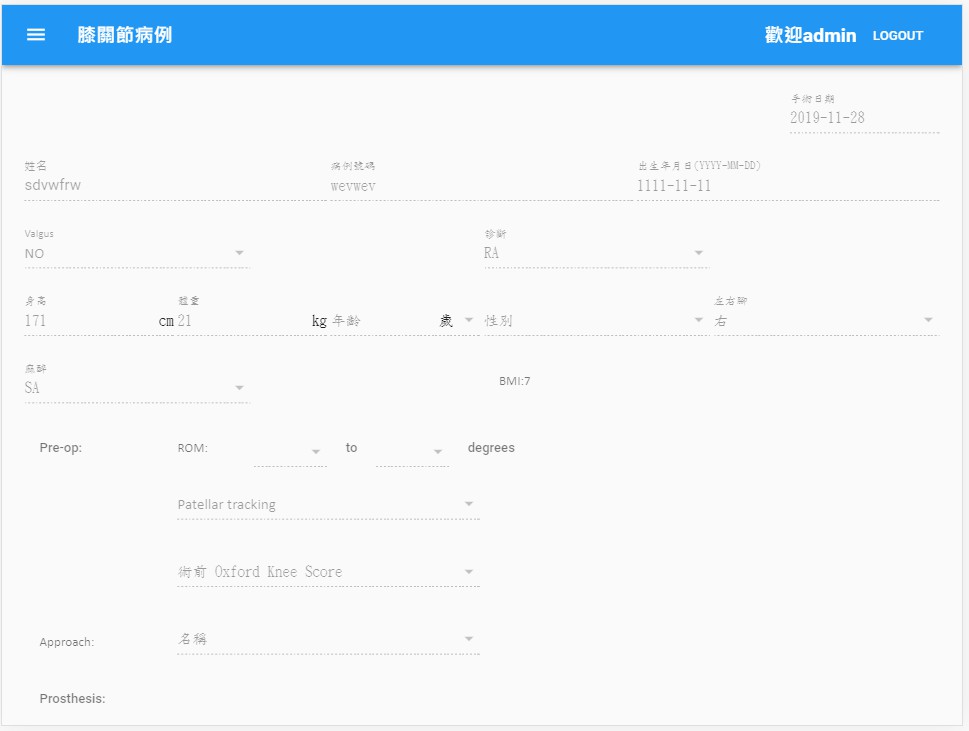 膝關節病例 歡迎admin LOGOUT
手術日期
2019-11-28
姓名 病例號碼 出生年月日(YYYY-MM-DD)
sdvwfrw wevwev 1111-11-11
Valgus 診斷
NO RA
身高 體重 左右腳
171 cm 21 kg 年齡 歲 性別 右
麻醉
SA BMI:7
Pre-op: ROM: to degrees
Patellar tracking
術前 Oxford Knee Score
Approach: 名稱
Prosthesis: